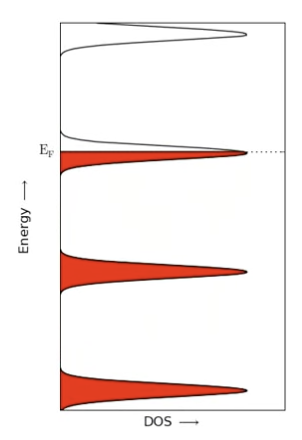 E_F
Energy ⟶
DOS ⟶